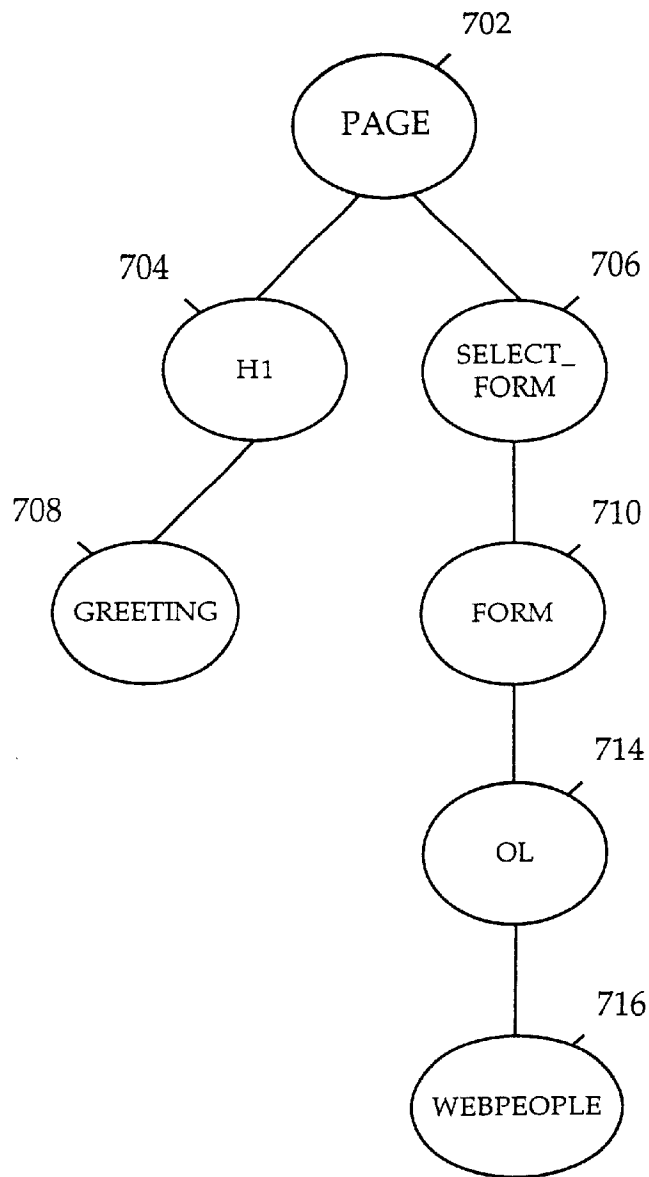 702
PAGE
704
706
H1
SELECT_
FORM
708
710
GREETING
FORM
714
OL
716
WEBPEOPLE